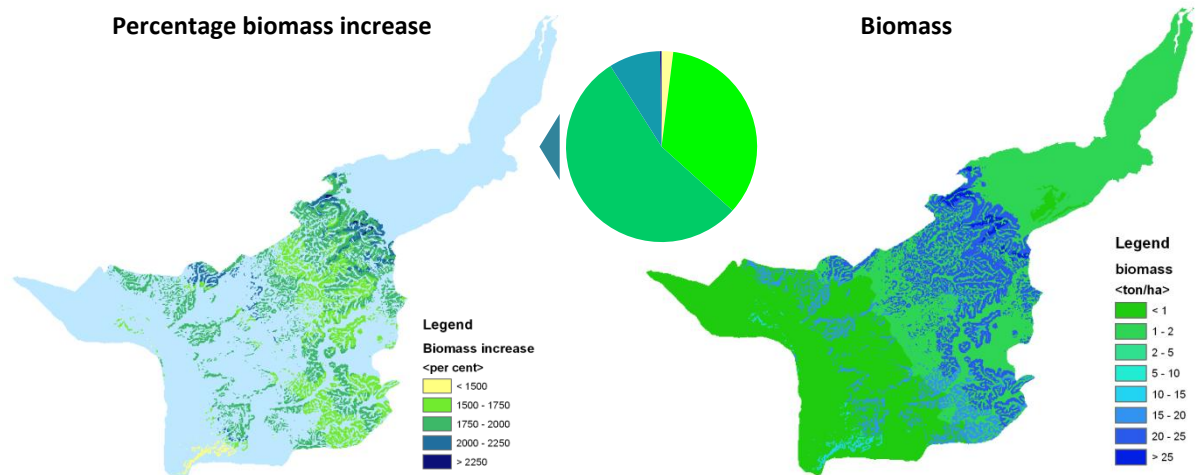 Percentage biomass increase
Biomass
Legend
Biomass increase
<per cent>
< 1500
1500 - 1750
1750 - 2000
2000 - 2250
> 2250
Legend
biomass
<ton/ha>
< 1
1 - 2
2 - 5
5 - 10
10 - 15
15 - 20
20 - 25
> 25